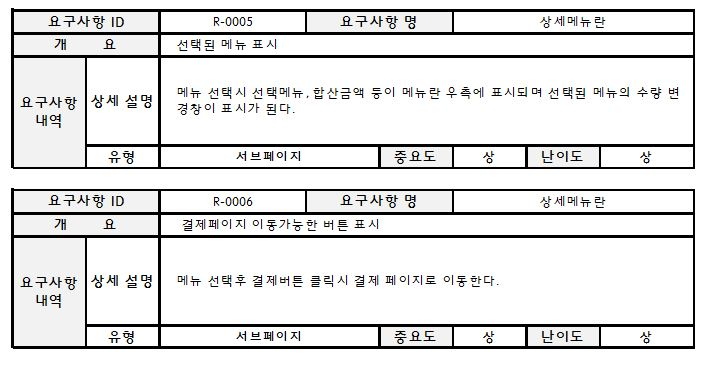 요구사항 ID R-0005 요구사항 명 상세메뉴란
개 요 선택된 메뉴 표시
요구사항 내역 상세 설명 메뉴 선택시 선택메뉴, 합산금액 등이 메뉴란 우측에 표시되며 선택된 메뉴의 수량 변
경창이 표시가 된다.
유형 서브페이지 중요도 상 난이도 상
요구사항 ID R-0006 요구사항 명 상세메뉴란
개 요 결제페이지 이동가능한 버튼 표시
요구사항 내역 상세 설명 메뉴 선택후 결제버튼 클릭시 결제 페이지로 이동한다.
유형 서브페이지 중요도 상 난이도 상